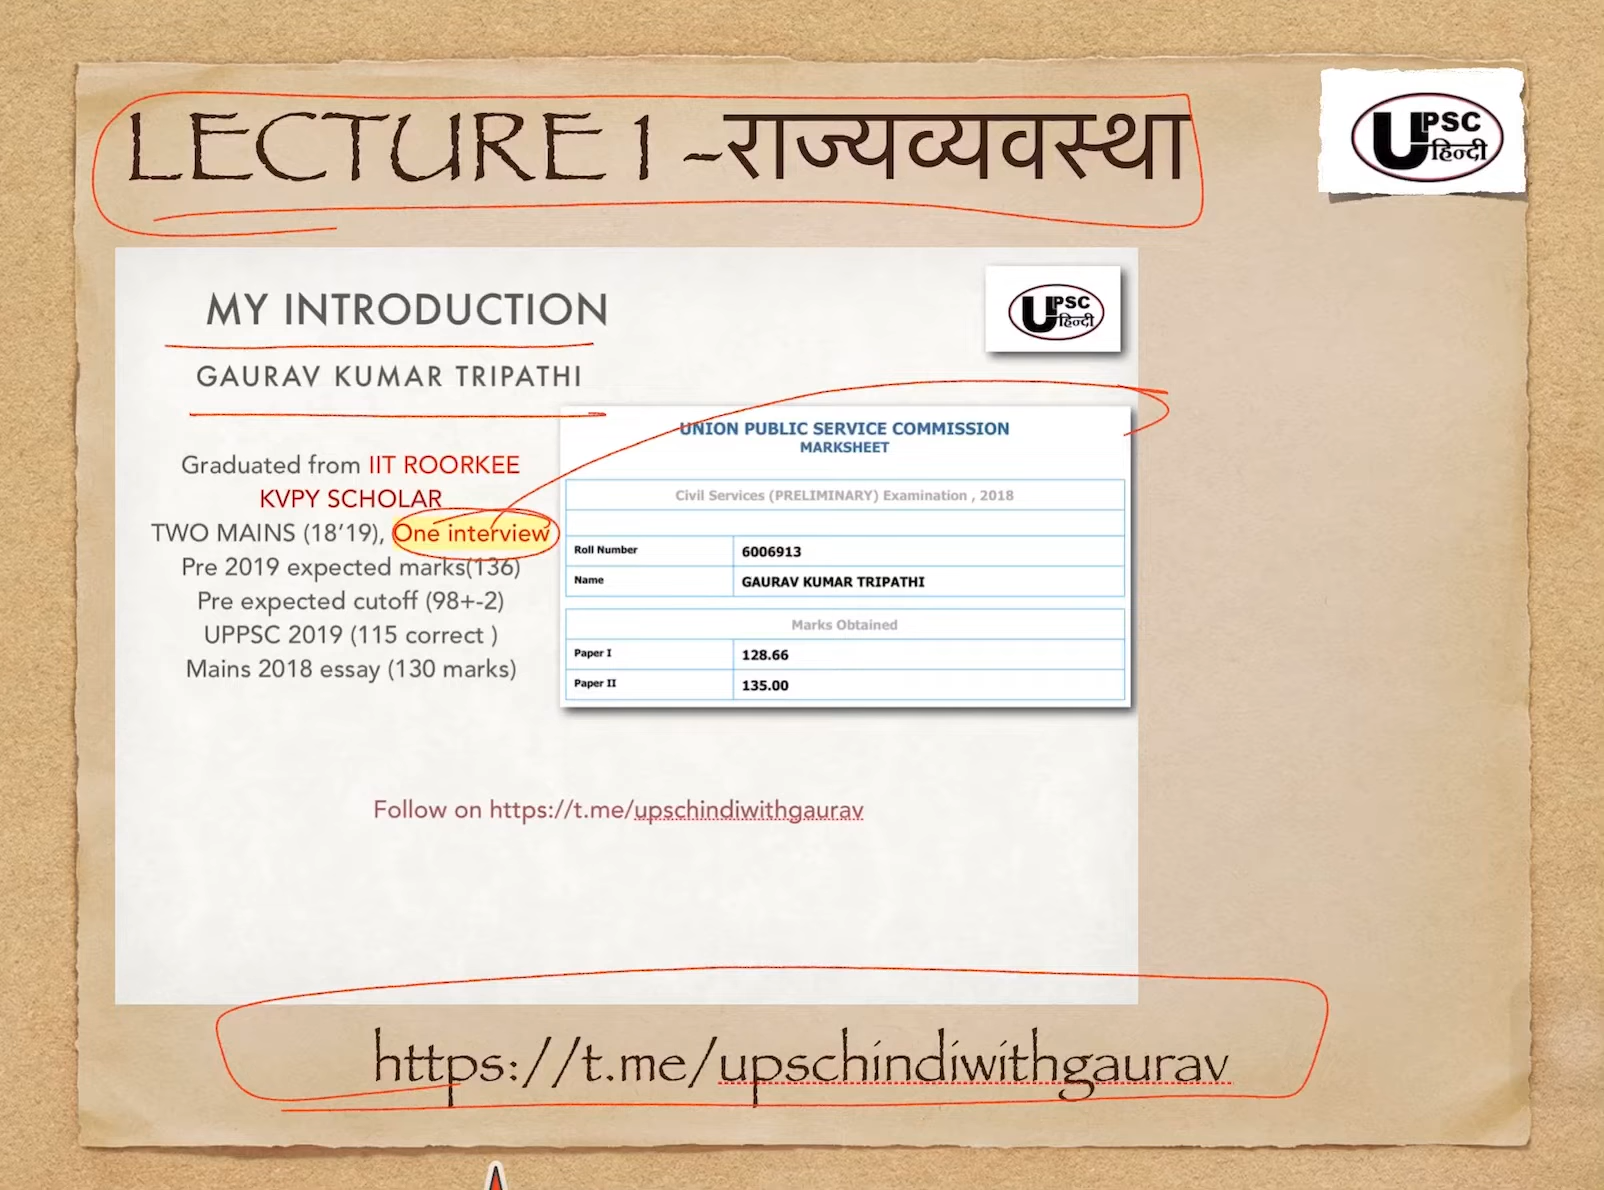 LECTURE 1 -राज्यव्यवस्था
UPSC
हिन्दी
MY INTRODUCTION
UPSC
हिन्दी
GAURAV KUMAR TRIPATHI
Graduated from IIT ROORKEE
KVPY SCHOLAR
TWO MAINS (18’19), One interview
Pre 2019 expected marks(136)
Pre expected cutoff (98+-2)
UPPSC 2019 (115 correct )
Mains 2018 essay (130 marks)
UNION PUBLIC SERVICE COMMISSION
MARKSHEET
Civil Services (PRELIMINARY) Examination , 2018
Roll Number 6006913
Name GAURAV KUMAR TRIPATHI
Marks Obtained
Paper I 128.66
Paper II 135.00
Follow on https://t.me/upschindiwithgaurav
https://t.me/upschindiwithgaurav